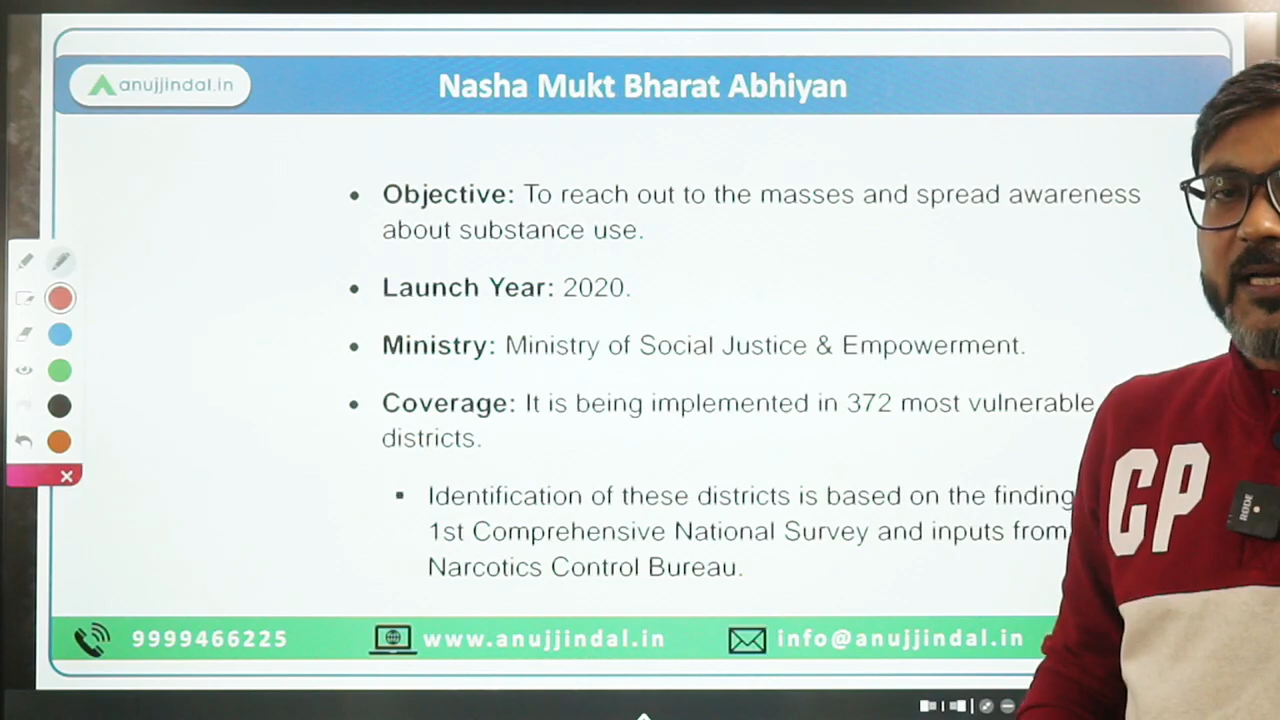 anujjindal.in
Nasha Mukt Bharat Abhiyan
• Objective: To reach out to the masses and spread awareness
about substance use.
• Launch Year: 2020.
• Ministry: Ministry of Social Justice & Empowerment.
• Coverage: It is being implemented in 372 most vulnerable
districts.
▪ Identification of these districts is based on the finding
1st Comprehensive National Survey and inputs from
Narcotics Control Bureau.
9999466225 www.anujjindal.in info@anujjindal.in
GP
RODE